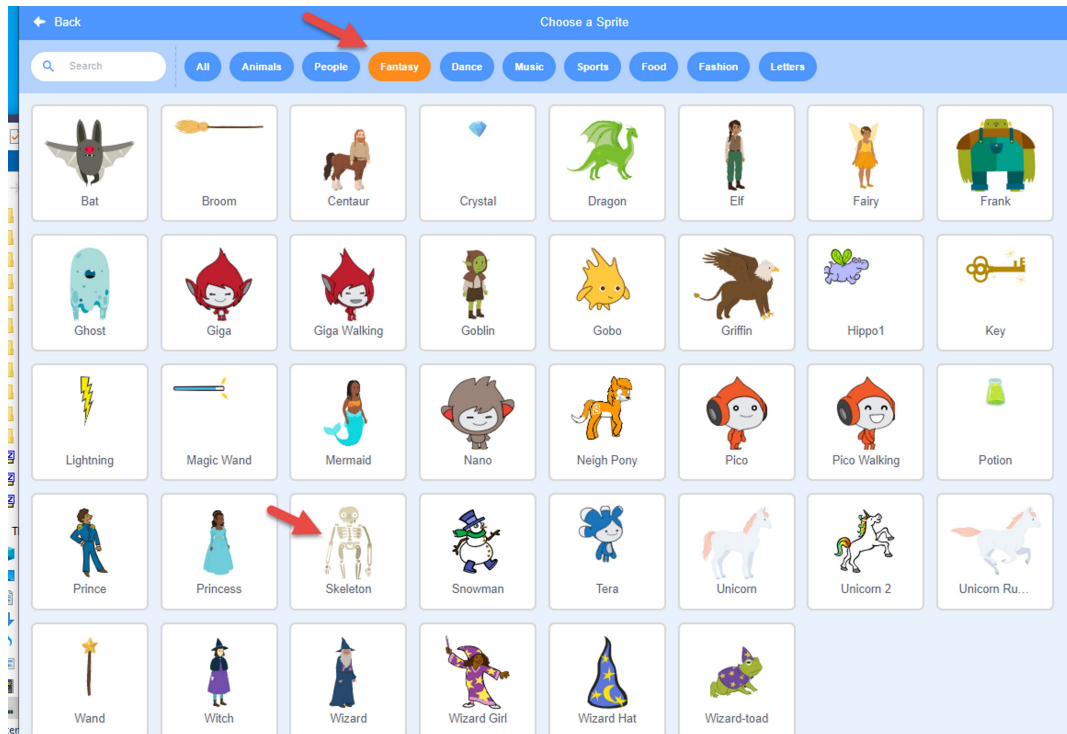 Back Choose a Sprite
Search All Animals People Fantasy Dance Music Sports Food Fashion Letters
Bat Broom Centaur Crystal Dragon Elf Fairy Frank
Ghost Giga Giga Walking Goblin Gobo Griffin Hippo1 Key
Lightning Magic Wand Mermaid Nano Neigh Pony Pico Pico Walking Potion
Prince Princess Skeleton Snowman Tera Unicorn Unicorn 2 Unicorn Ru...
Wand Witch Wizard Wizard Girl Wizard Hat Wizard-toad